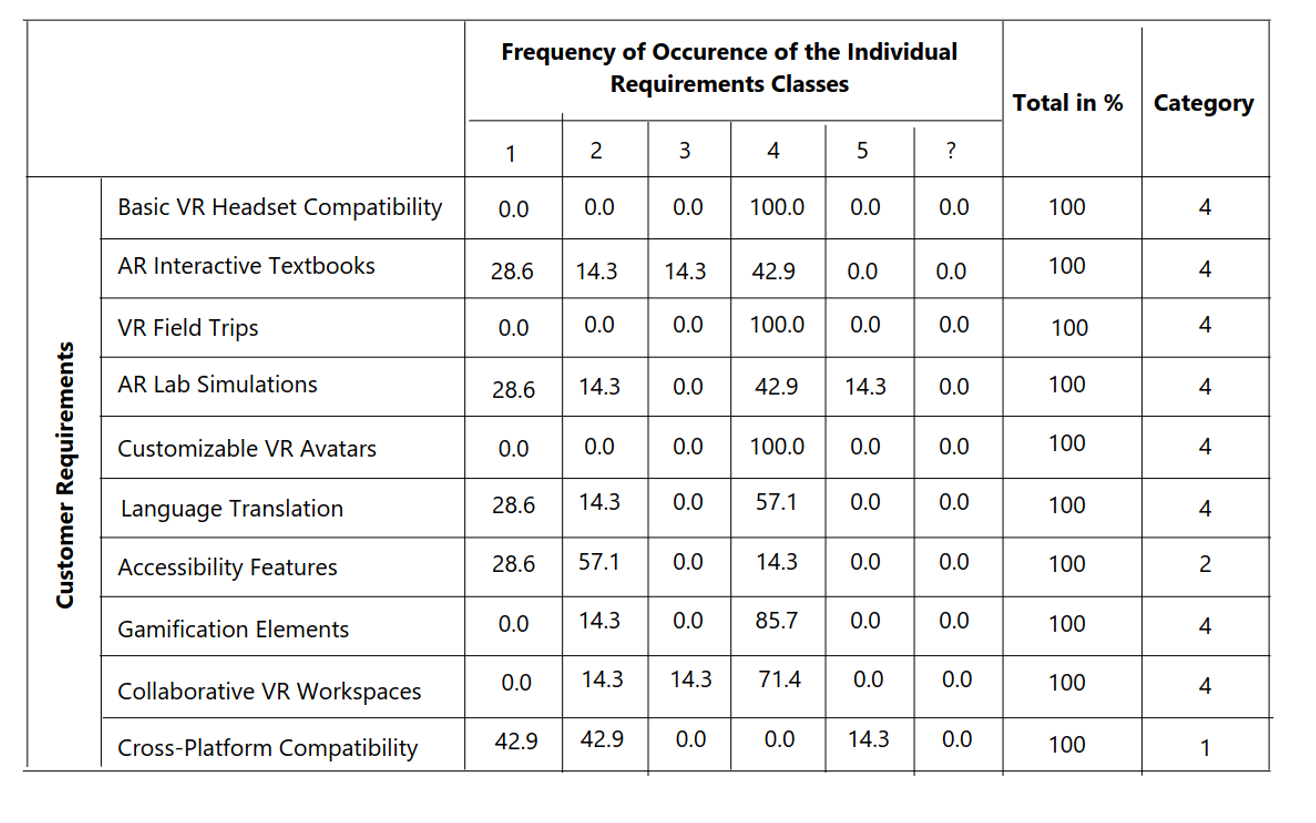 Frequency of Occurence of the Individual
Requirements Classes
Total in %
Category
1 2 3 4 5 ?
Customer Requirements
Basic VR Headset Compatibility 0.0 0.0 0.0 100.0 0.0 0.0 100 4
AR Interactive Textbooks 28.6 14.3 14.3 42.9 0.0 0.0 100 4
VR Field Trips 0.0 0.0 0.0 100.0 0.0 0.0 100 4
AR Lab Simulations 28.6 14.3 0.0 42.9 14.3 0.0 100 4
Customizable VR Avatars 0.0 0.0 0.0 100.0 0.0 0.0 100 4
Language Translation 28.6 14.3 0.0 57.1 0.0 0.0 100 4
Accessibility Features 28.6 57.1 0.0 14.3 0.0 0.0 100 2
Gamification Elements 0.0 14.3 0.0 85.7 0.0 0.0 100 4
Collaborative VR Workspaces 0.0 14.3 14.3 71.4 0.0 0.0 100 4
Cross-Platform Compatibility 42.9 42.9 0.0 0.0 14.3 0.0 100 1